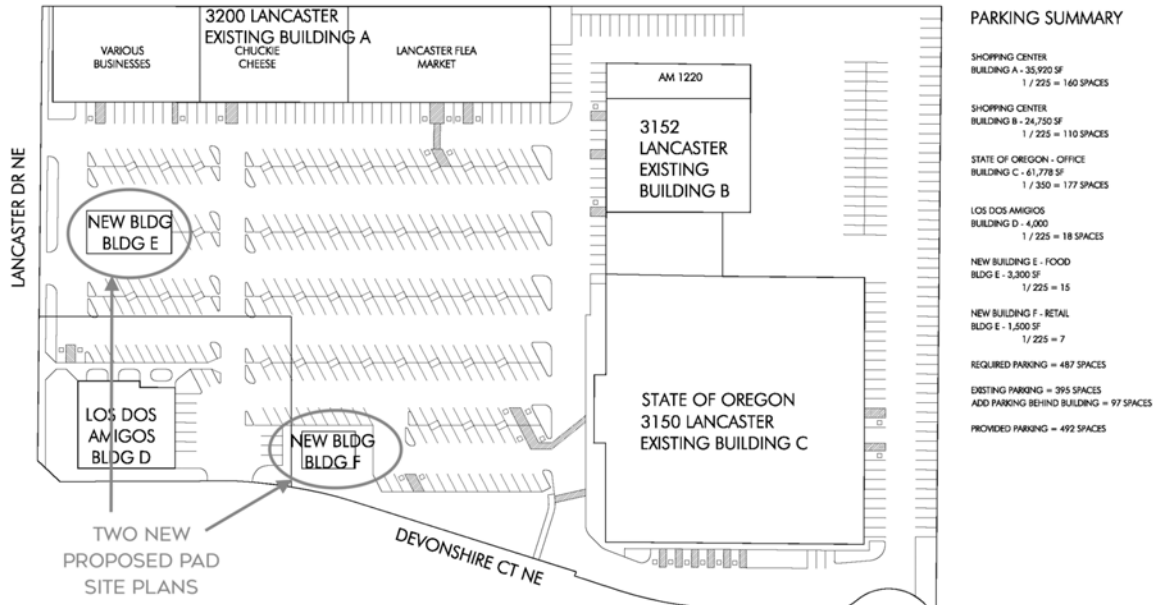 3200 LANCASTER
EXISTING BUILDING A
VARIOUS
BUSINESSES
CHUCKIE
CHEESE
LANCASTER FLEA
MARKET
AM 1220
3152
LANCASTER
EXISTING
BUILDING B
LANCASTER DR NE
NEW BLDG
BLDG E
LOS DOS
AMIGOS
BLDG D
NEW BLDG
BLDG F
STATE OF OREGON
3150 LANCASTER
EXISTING BUILDING C
TWO NEW
PROPOSED PAD
SITE PLANS
DEVONSHIRE CT NE
PARKING SUMMARY
SHOPPING CENTER
BUILDING A - 35,920 SF
1 / 225 = 160 SPACES
SHOPPING CENTER
BUILDING B - 24,750 SF
1 / 225 = 110 SPACES
STATE OF OREGON - OFFICE
BUILDING C - 61,778 SF
1 / 350 = 177 SPACES
LOS DOS AMIGIOS
BUILDING D - 4,000
1 / 225 = 18 SPACES
NEW BUILDING E - FOOD
BLDG E - 3,300 SF
1/ 225 = 15
NEW BUILDING F - RETAIL
BLDG E - 1,500 SF
1/ 225 = 7
REQUIRED PARKING = 487 SPACES
EXISTING PARKING = 395 SPACES
ADD PARKING BEHIND BUILDING = 97 SPACES
PROVIDED PARKING = 492 SPACES